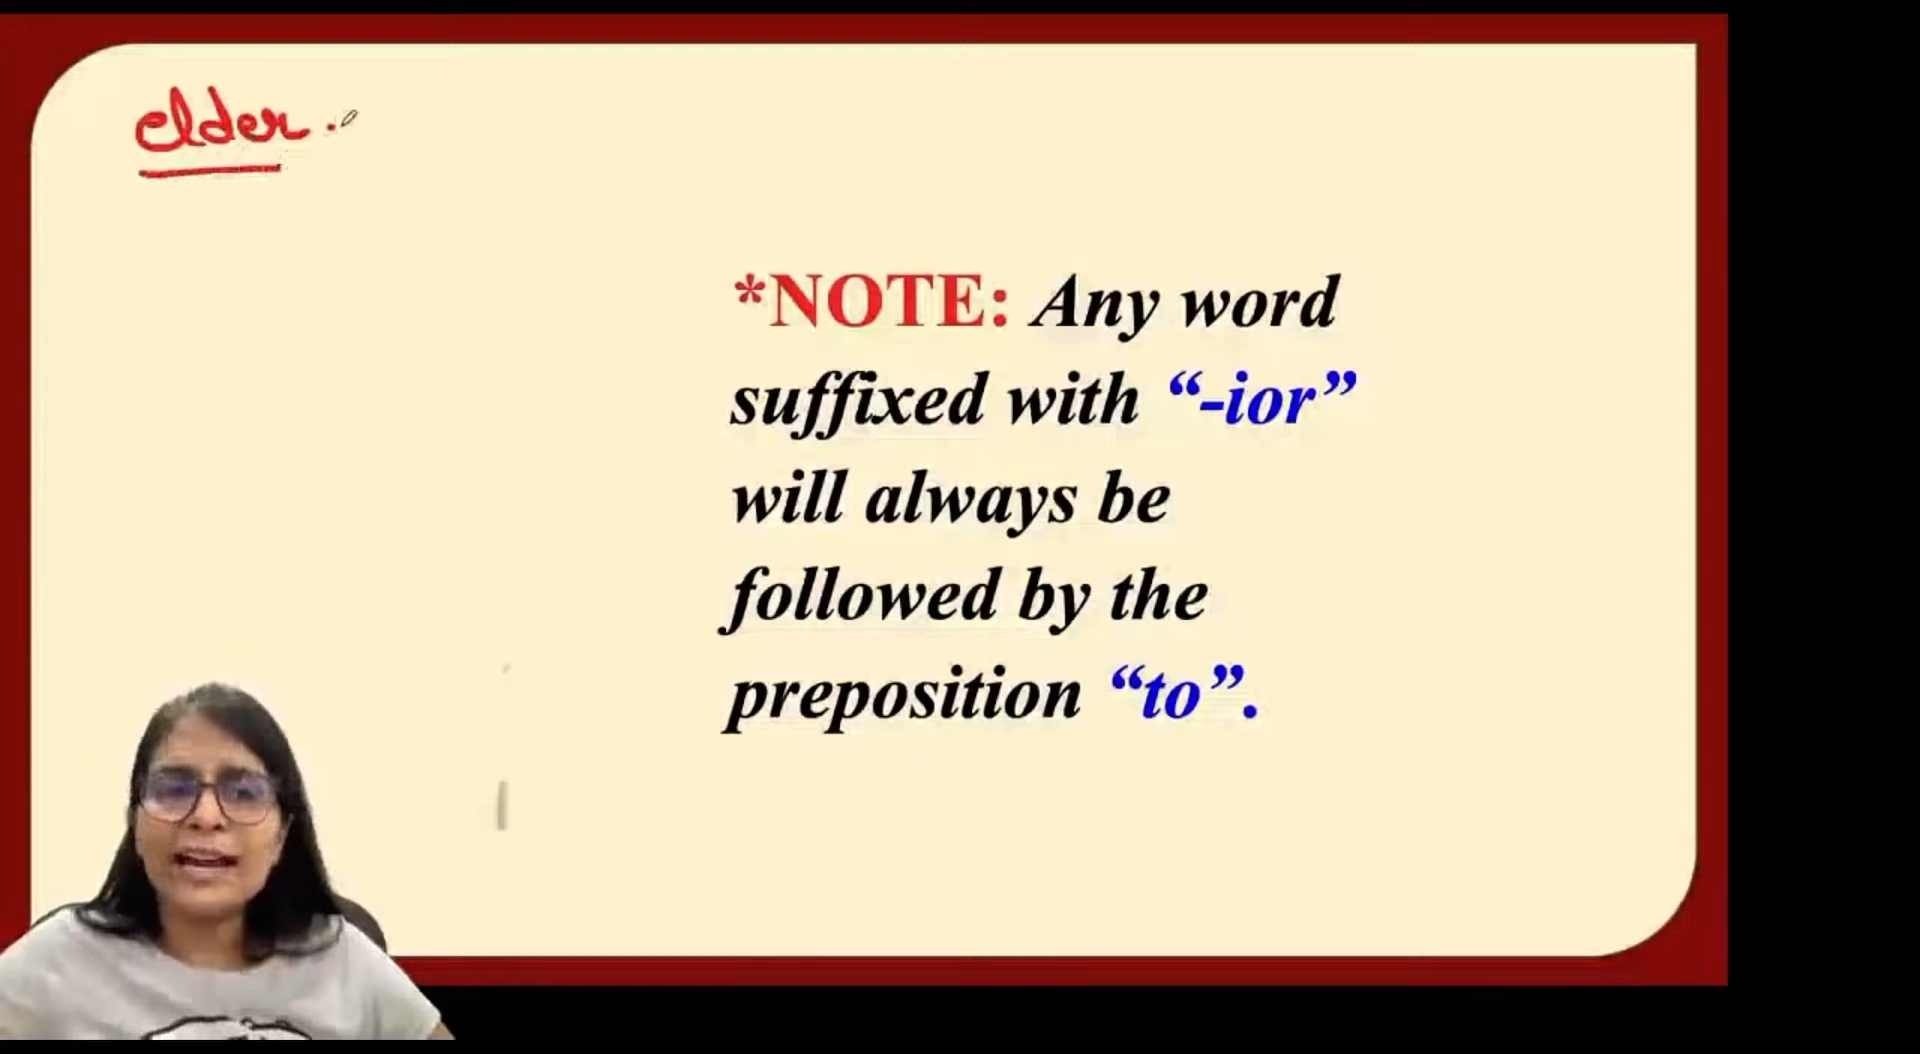 elder.
*NOTE: Any word
suffixed with “-ior”
will always be
followed by the
preposition “to”.